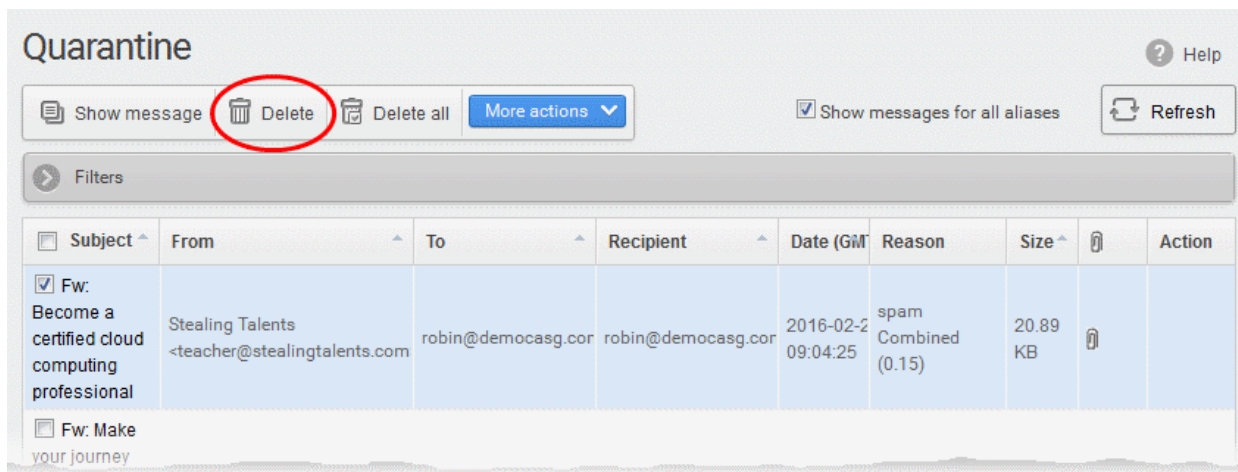 Quarantine
Help
Show message Delete Delete all More actions Show messages for all aliases Refresh
Filters
Subject From To Recipient Date (GMT Reason Size Action
Fw:
Become a
certified cloud
computing
professional
Stealing Talents
<teacher@stealingtalents.com
robin@democasg.cor
robin@democasg.cor
2016-02-2
09:04:25
spam
Combined
(0.15)
20.89
KB
Fw: Make
your journey